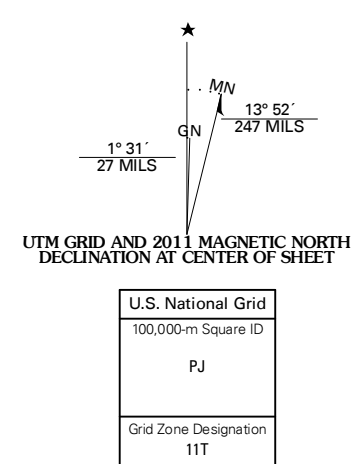 ★
MN
GN
13° 52´
247 MILS
1° 31´
27 MILS
UTM GRID AND 2011 MAGNETIC NORTH
DECLINATION AT CENTER OF SHEET
U.S. National Grid
100,000-m Square ID
PJ
Grid Zone Designation
11T